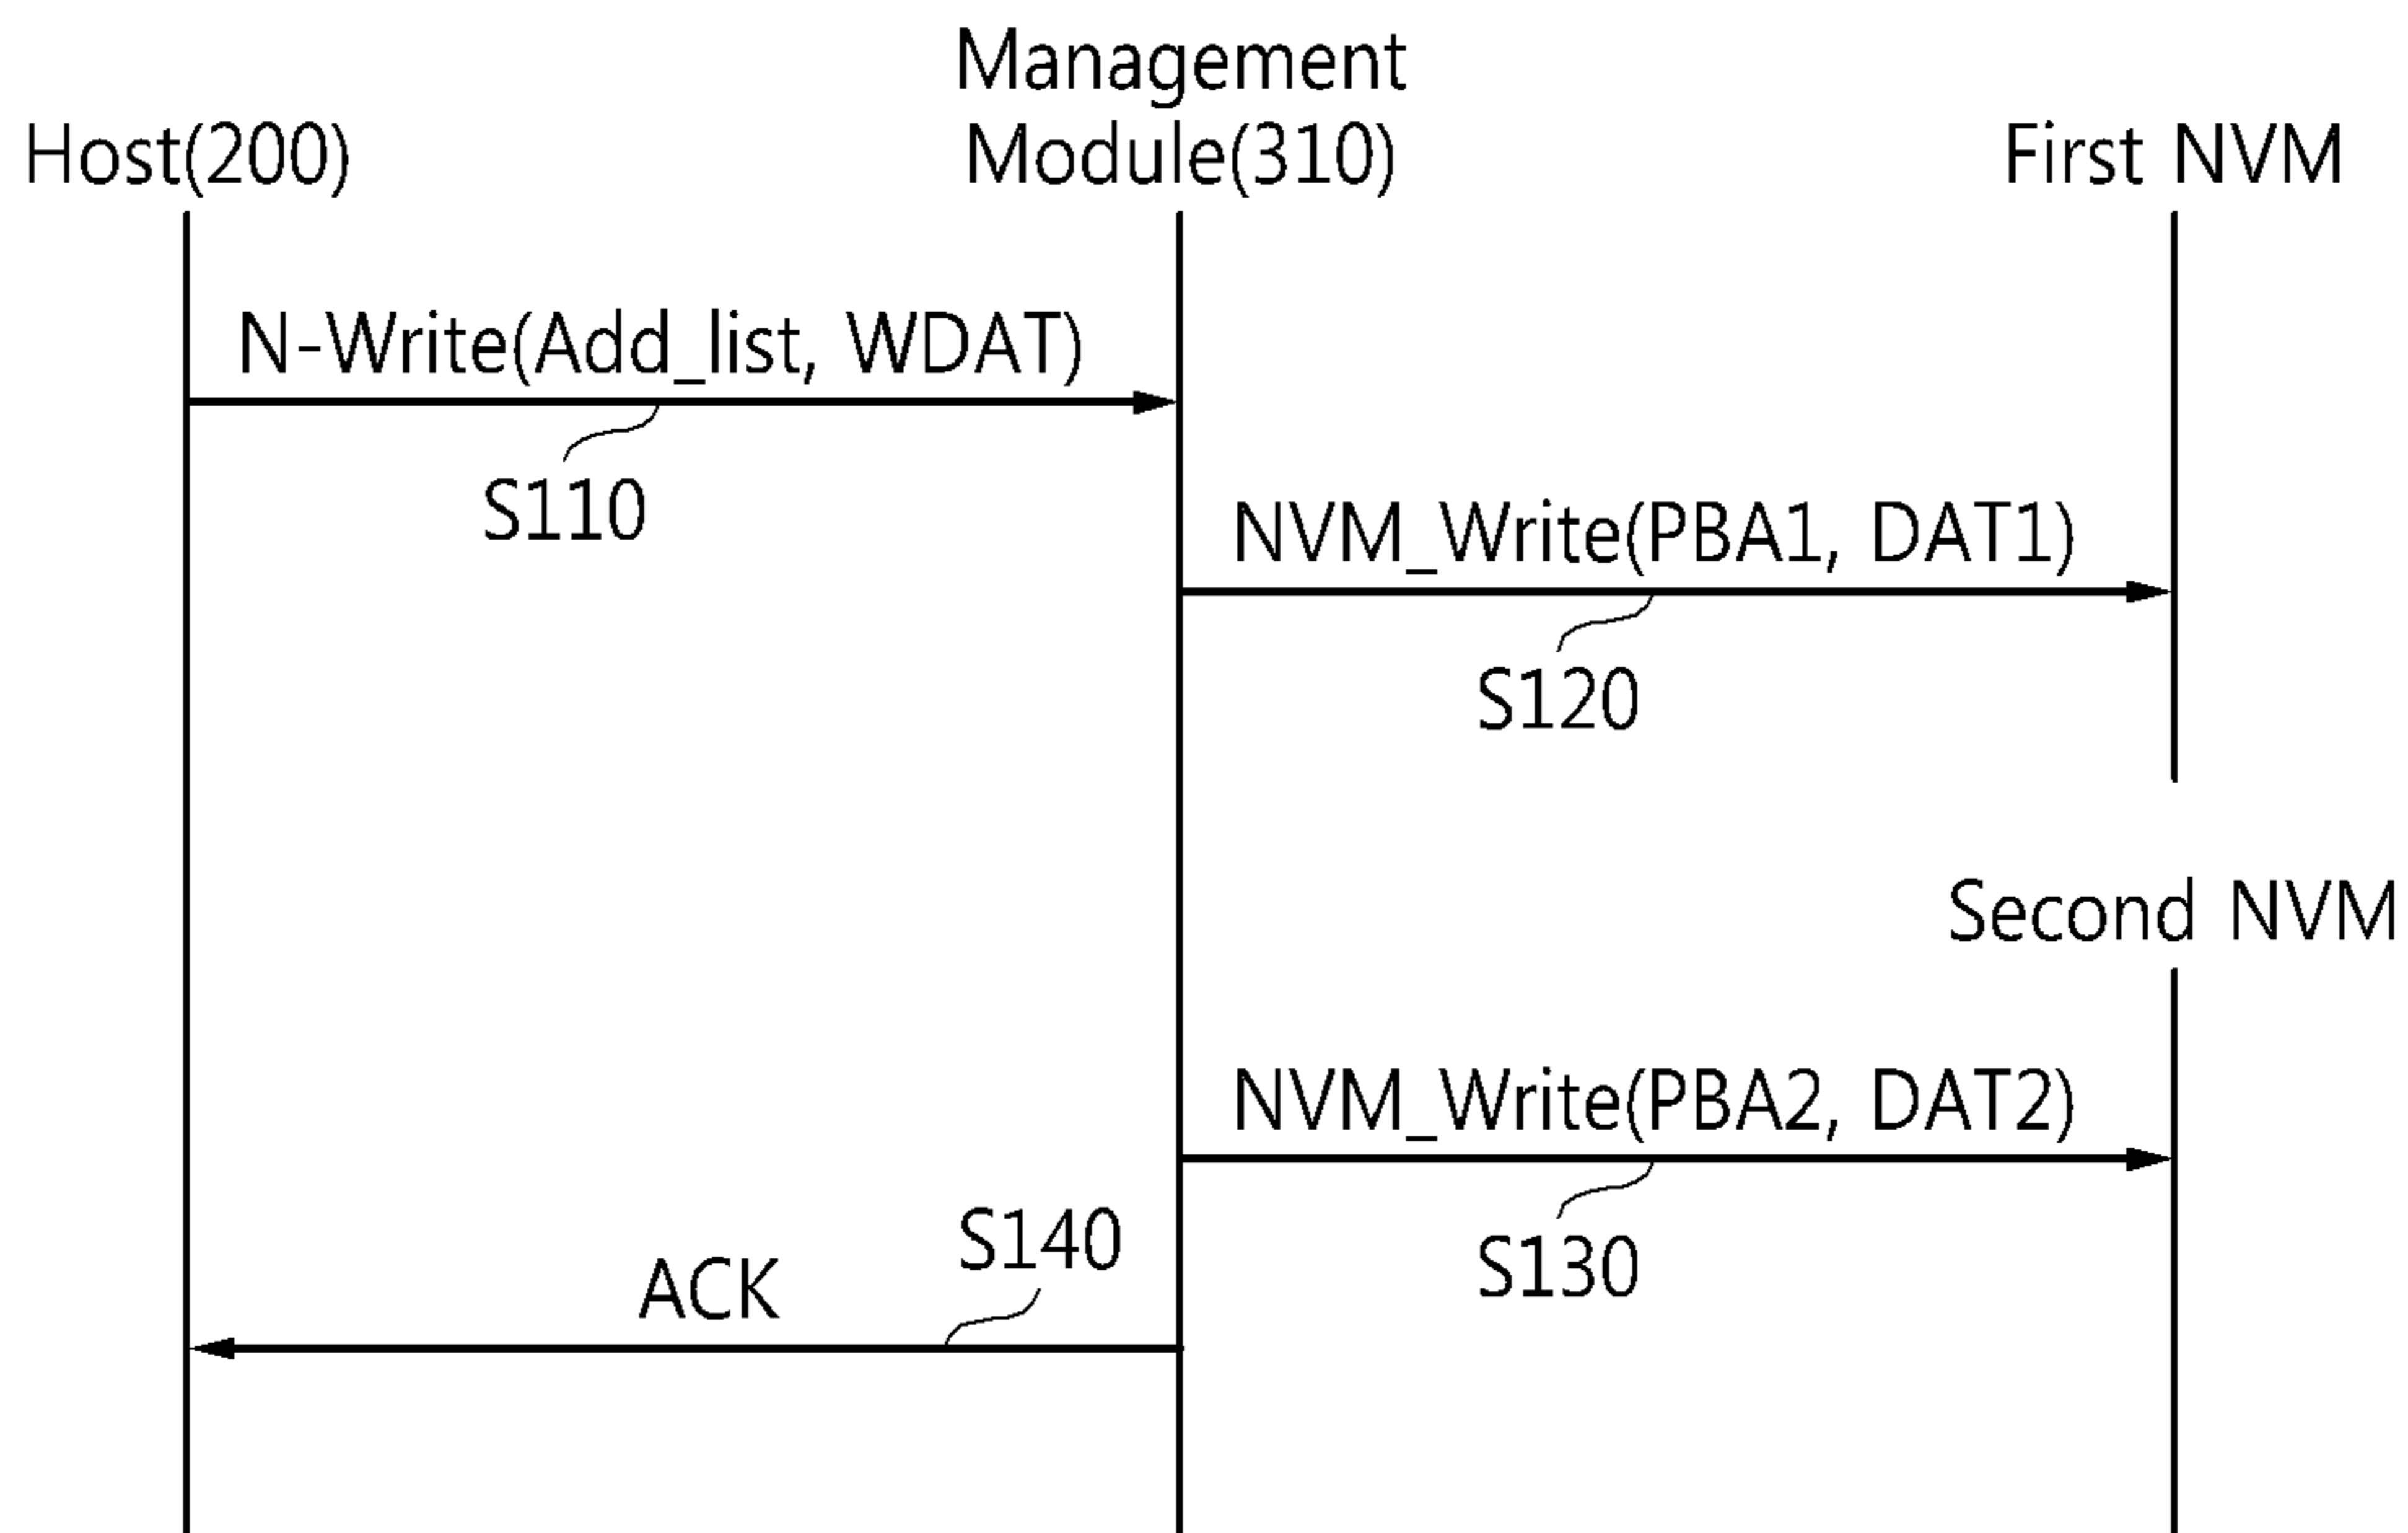 Management
Host(200) Module(310) First NVM
N-Write(Add_list, WDAT)
S110
NVM_Write(PBA1, DAT1)
S120
Second NVM
NVM_Write(PBA2, DAT2)
S140
S130
ACK